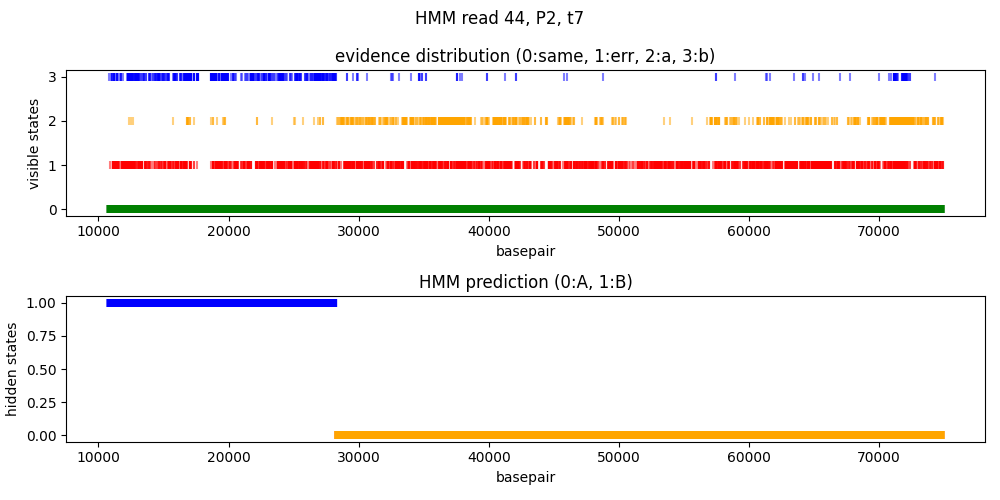 HMM read 44, P2, t7
evidence distribution (0:same, 1:err, 2:a, 3:b)
visible states
3
2
1
0
10000 20000 30000 40000 50000 60000 70000
basepair
HMM prediction (0:A, 1:B)
hidden states
1.00
0.75
0.50
0.25
0.00
10000 20000 30000 40000 50000 60000 70000
basepair